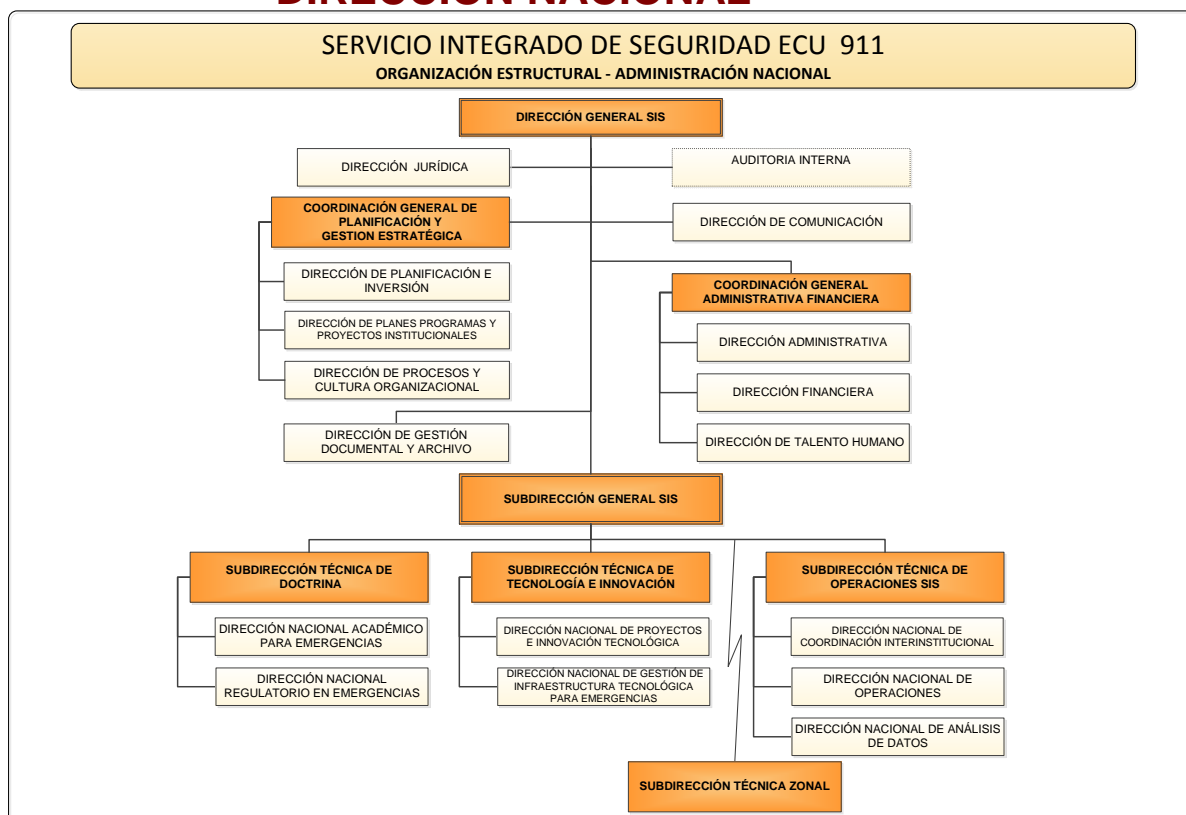 DIRECCIÓN NACIONAL
SERVICIO INTEGRADO DE SEGURIDAD ECU 911
ORGANIZACIÓN ESTRUCTURAL - ADMINISTRACIÓN NACIONAL
DIRECCIÓN GENERAL SIS
DIRECCIÓN JURÍDICA
AUDITORIA INTERNA
COORDINACIÓN GENERAL DE
PLANIFICACIÓN Y
GESTION ESTRATÉGICA
DIRECCIÓN DE COMUNICACIÓN
DIRECCIÓN DE PLANIFICACIÓN E
INVERSIÓN
DIRECCIÓN DE PLANES PROGRAMAS Y
PROYECTOS INSTITUCIONALES
DIRECCIÓN DE PROCESOS Y
CULTURA ORGANIZACIONAL
COORDINACIÓN GENERAL
ADMINISTRATIVA FINANCIERA
DIRECCIÓN ADMINISTRATIVA
DIRECCIÓN FINANCIERA
DIRECCIÓN DE TALENTO HUMANO
DIRECCIÓN DE GESTIÓN
DOCUMENTAL Y ARCHIVO
SUBDIRECCIÓN GENERAL SIS
SUBDIRECCIÓN TÉCNICA DE
DOCTRINA
DIRECCIÓN NACIONAL ACADÉMICO
PARA EMERGENCIAS
DIRECCIÓN NACIONAL
REGULATORIO EN EMERGENCIAS
SUBDIRECCIÓN TÉCNICA DE
TECNOLOGÍA E INNOVACIÓN
DIRECCIÓN NACIONAL DE PROYECTOS
E INNOVACIÓN TECNOLÓGICA
DIRECCIÓN NACIONAL DE GESTIÓN DE
INFRAESTRUCTURA TECNOLÓGICA
PARA EMERGENCIAS
SUBDIRECCIÓN TÉCNICA DE
OPERACIONES SIS
DIRECCIÓN NACIONAL DE
COORDINACIÓN INTERINSTITUCIONAL
DIRECCIÓN NACIONAL DE
OPERACIONES
DIRECCIÓN NACIONAL DE ANÁLISIS
DE DATOS
SUBDIRECCIÓN TÉCNICA ZONAL